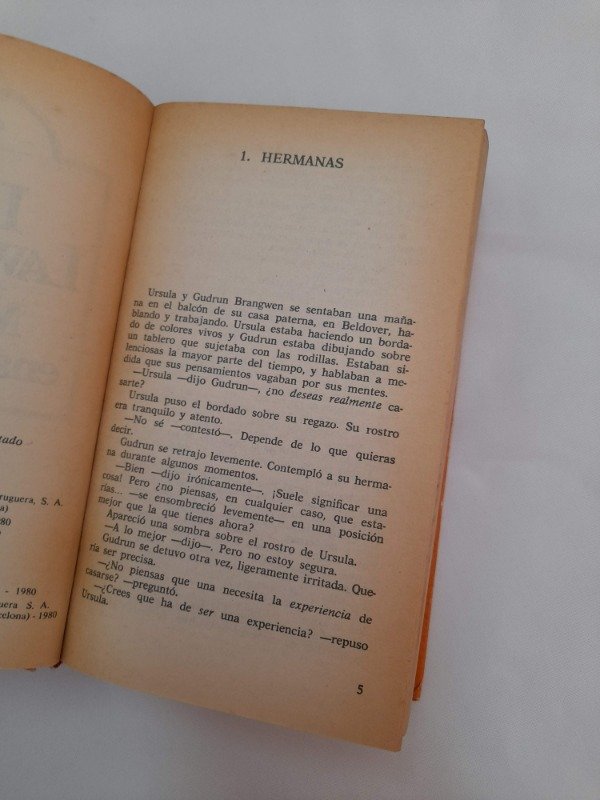 LAW
tado
ruguera, S. A.
a)
980
- 1980
guera S. A.
celona) - 1980
1. HERMANAS
Ursula y Gudrun Brangwen se sentaban una maña-
na en el balcón de su casa paterna, en Beldover, ha-
blando y trabajando. Ursula estaba haciendo un borda-
do de colores vivos y Gudrun estaba dibujando sobre
un tablero que sujetaba con las rodillas. Estaban si-
lenciosas la mayor parte del tiempo, y hablaban a me-
dida que sus pensamientos vagaban por sus mentes.
—Ursula —dijo Gudrun—, ¿no deseas realmente ca-
sarte?
Ursula puso el bordado sobre su regazo. Su rostro
era tranquilo y atento.
—No sé —contestó—. Depende de lo que quieras
decir.
Gudrun se retrajo levemente. Contempló a su herma-
na durante algunos momentos.
—Bien —dijo irónicamente—. ¡Suele significar una
cosa! Pero ¿no piensas, en cualquier caso, que esta-
rías... —se ensombreció levemente— en una posición
mejor que la que tienes ahora?
Apareció una sombra sobre el rostro de Ursula.
—A lo mejor —dijo—. Pero no estoy segura.
Gudrun se detuvo otra vez, ligeramente irritada. Que-
ría ser precisa.
—¿No piensas que una necesita la experiencia de
casarse? —preguntó.
—¿Crees que ha de ser una experiencia? —repuso
Ursula.
5